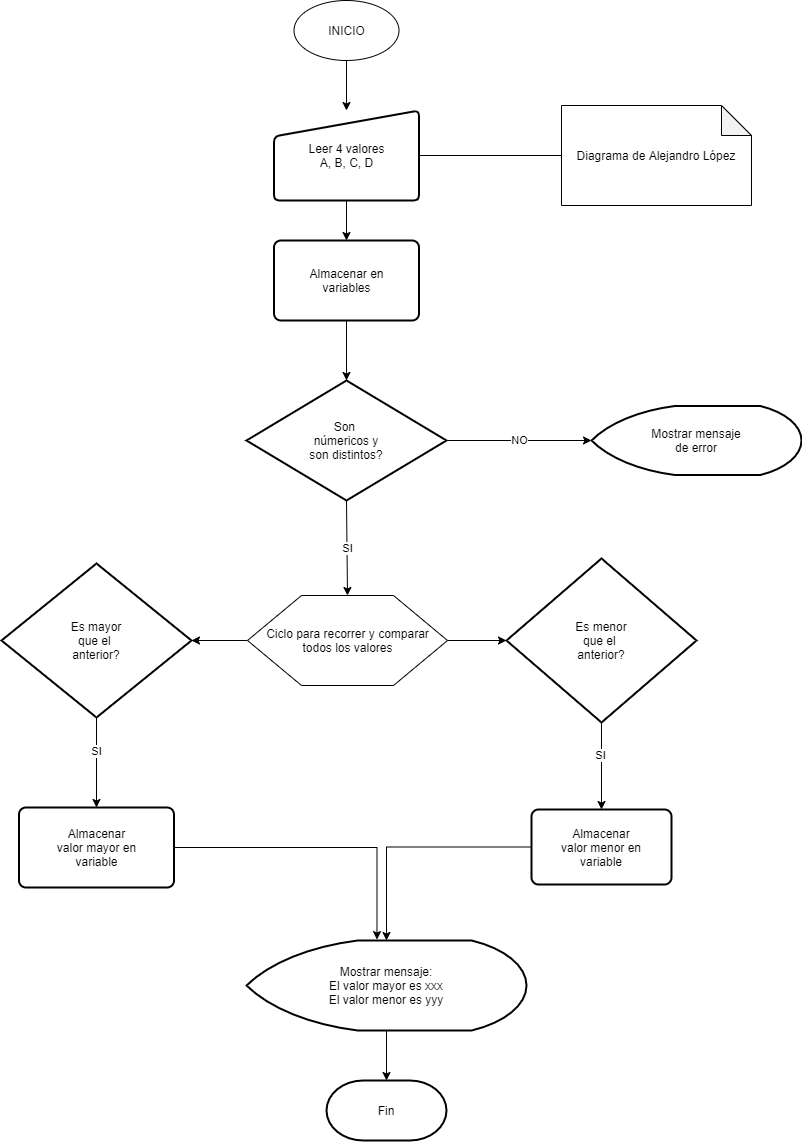 INICIO
Leer 4 valores
A, B, C, D
Diagrama de Alejandro López
Almacenar en
variables
Son
númericos y
son distintos?
NO
Mostrar mensaje
de error
SI
Es mayor
que el
anterior?
Ciclo para recorrer y comparar
todos los valores
Es menor
que el
anterior?
SI
SI
Almacenar
valor mayor en
variable
Almacenar
valor menor en
variable
Mostrar mensaje:
El valor mayor es xxx
El valor menor es yyy
Fin